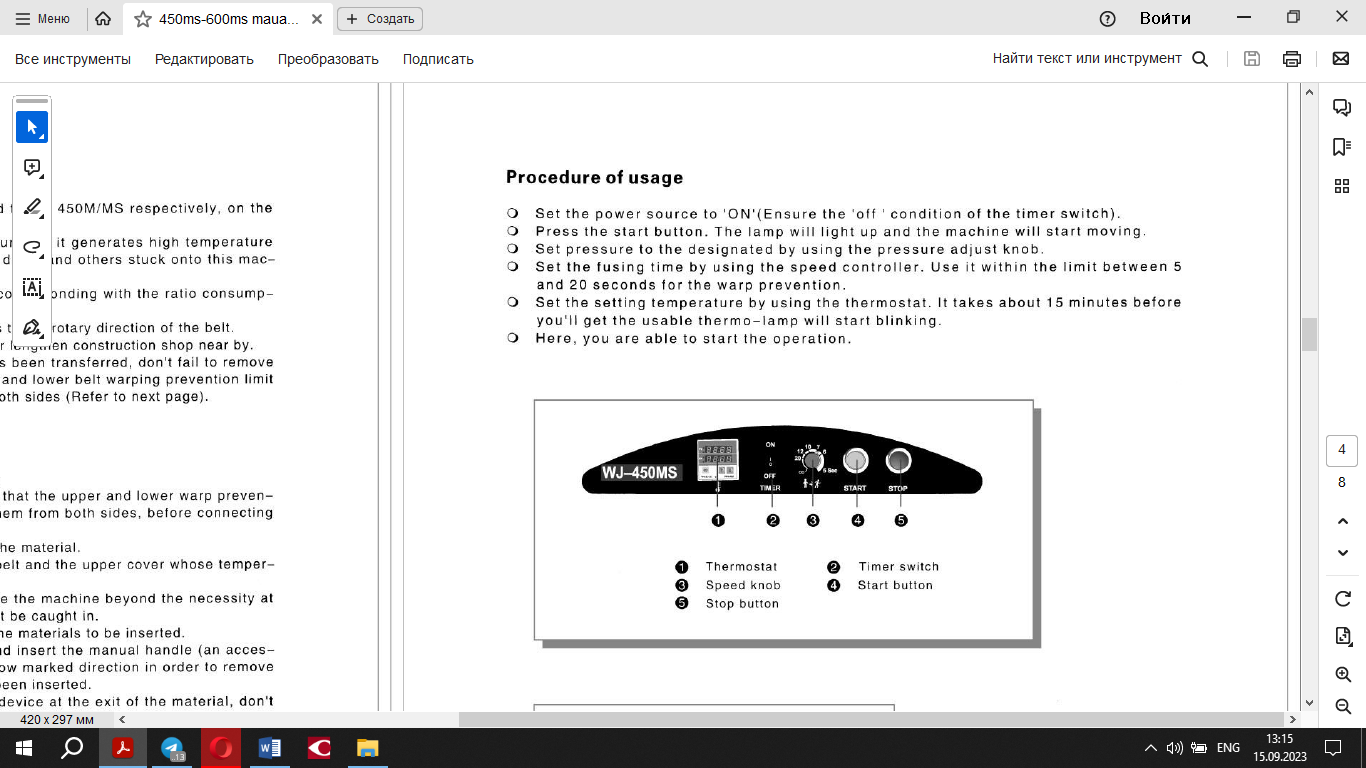 Меню
450ms-600ms maua...
Создать
Войти
Все инструменты
Редактировать
Преобразовать
Подписать
Найти текст или инструмент
450M/MS respectively, on the
it generates high temperature
and others stuck onto this mac-
onding with the ratio consump-
rotary direction of the belt.
construction shop near by.
s been transferred, don't fail to remove
and lower belt warping prevention limit
oth sides (Refer to next page).
that the upper and lower warp preven-
em from both sides, before connecting
he material.
belt and the upper cover whose temper-
e the machine beyond the necessity at
t be caught in.
he materials to be inserted.
nd insert the manual handle (an acces-
ow marked direction in order to remove
been inserted.
device at the exit of the material, don't
Procedure of usage
Set the power source to 'ON'(Ensure the 'off ' condition of the timer switch).
Press the start button. The lamp will light up and the machine will start moving.
Set pressure to the designated by using the pressure adjust knob.
Set the fusing time by using the speed controller. Use it within the limit between 5
and 20 seconds for the warp prevention.
Set the setting temperature by using the thermostat. It takes about 15 minutes before
you'll get the usable thermo-lamp will start blinking.
Here, you are able to start the operation.
WJ-450MS
ON
OFF
TIMER
20
10
7
5 Sec
START
STOP
1 2 3 4 5
1 Thermostat 2 Timer switch
3 Speed knob 4 Start button
5 Stop button
4
8
420 x 297 мм
13
ENG
13:15
15.09.2023